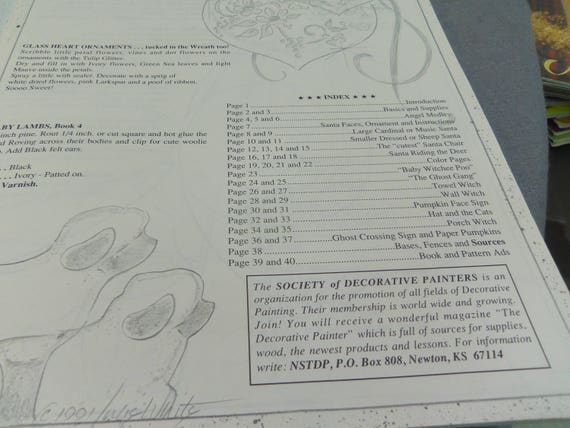 GLASS HEART ORNAMENTS . . . tucked in the Wreath too!
Scribble little petal flowers, vines and dot flowers on the
ornaments with the Tulip Glitter.
Dry and fill in with Ivory Flowers, Green Sea leaves and light
Mauve inside the petals.
Spray a little with sealer. Decorate with a sprig of
white dried flowers, pink Larkspur and a pool of ribbon.
Soooo Sweet!
BY LAMBS, Book 4
inch pine. Rout 1/4 inch. or cut square and hot glue the
d Roving across their bodies and clip for cute woolie
. Add Black felt ears.
. . . Black
. . . . Ivory - Patted on.
Varnish.
★ ★ ★ INDEX ★ ★ ★
Page 1 Introduction
Page 2 and 3 Basics and Supplies
Page 4, 5 and 6 Angel Medley
Page 7 Santa Faces, Ornament and Instructions
Page 8 and 9 Large Cardinal or Music Santa
Page 10 and 11 Smaller Dressed or Sheep Santa
Page 12, 13, 14 and 15 The "cutest" Santa Chair
Page 16, 17 and 18 Santa Riding the Deer
Page 19, 20, 21 and 22 Color Pages
Page 23 "Baby Witchee Poo"
Page 24 and 25 "The Ghost Gang"
Page 26 and 27 Towel Witch
Page 28 and 29 Wall Witch
Page 30 and 31 Pumpkin Face Sign
Page 32 and 33 Hat and the Cats
Page 34 and 35 Porch Witch
Page 36 and 37 Ghost Crossing Sign and Paper Pumpkins
Page 38 Bases, Fences and Sources
Page 39 and 40 Book and Pattern Ads
The SOCIETY of DECORATIVE PAINTERS is an
organization for the promotion of all fields of Decorative
Painting. Their membership is world wide and growing.
Join! You will receive a wonderful magazine "The
Decorative Painter" which is full of sources for supplies,
wood, the newest products and lessons. For information
write: NSTDP, P.O. Box 808, Newton, KS 67114
© 1991